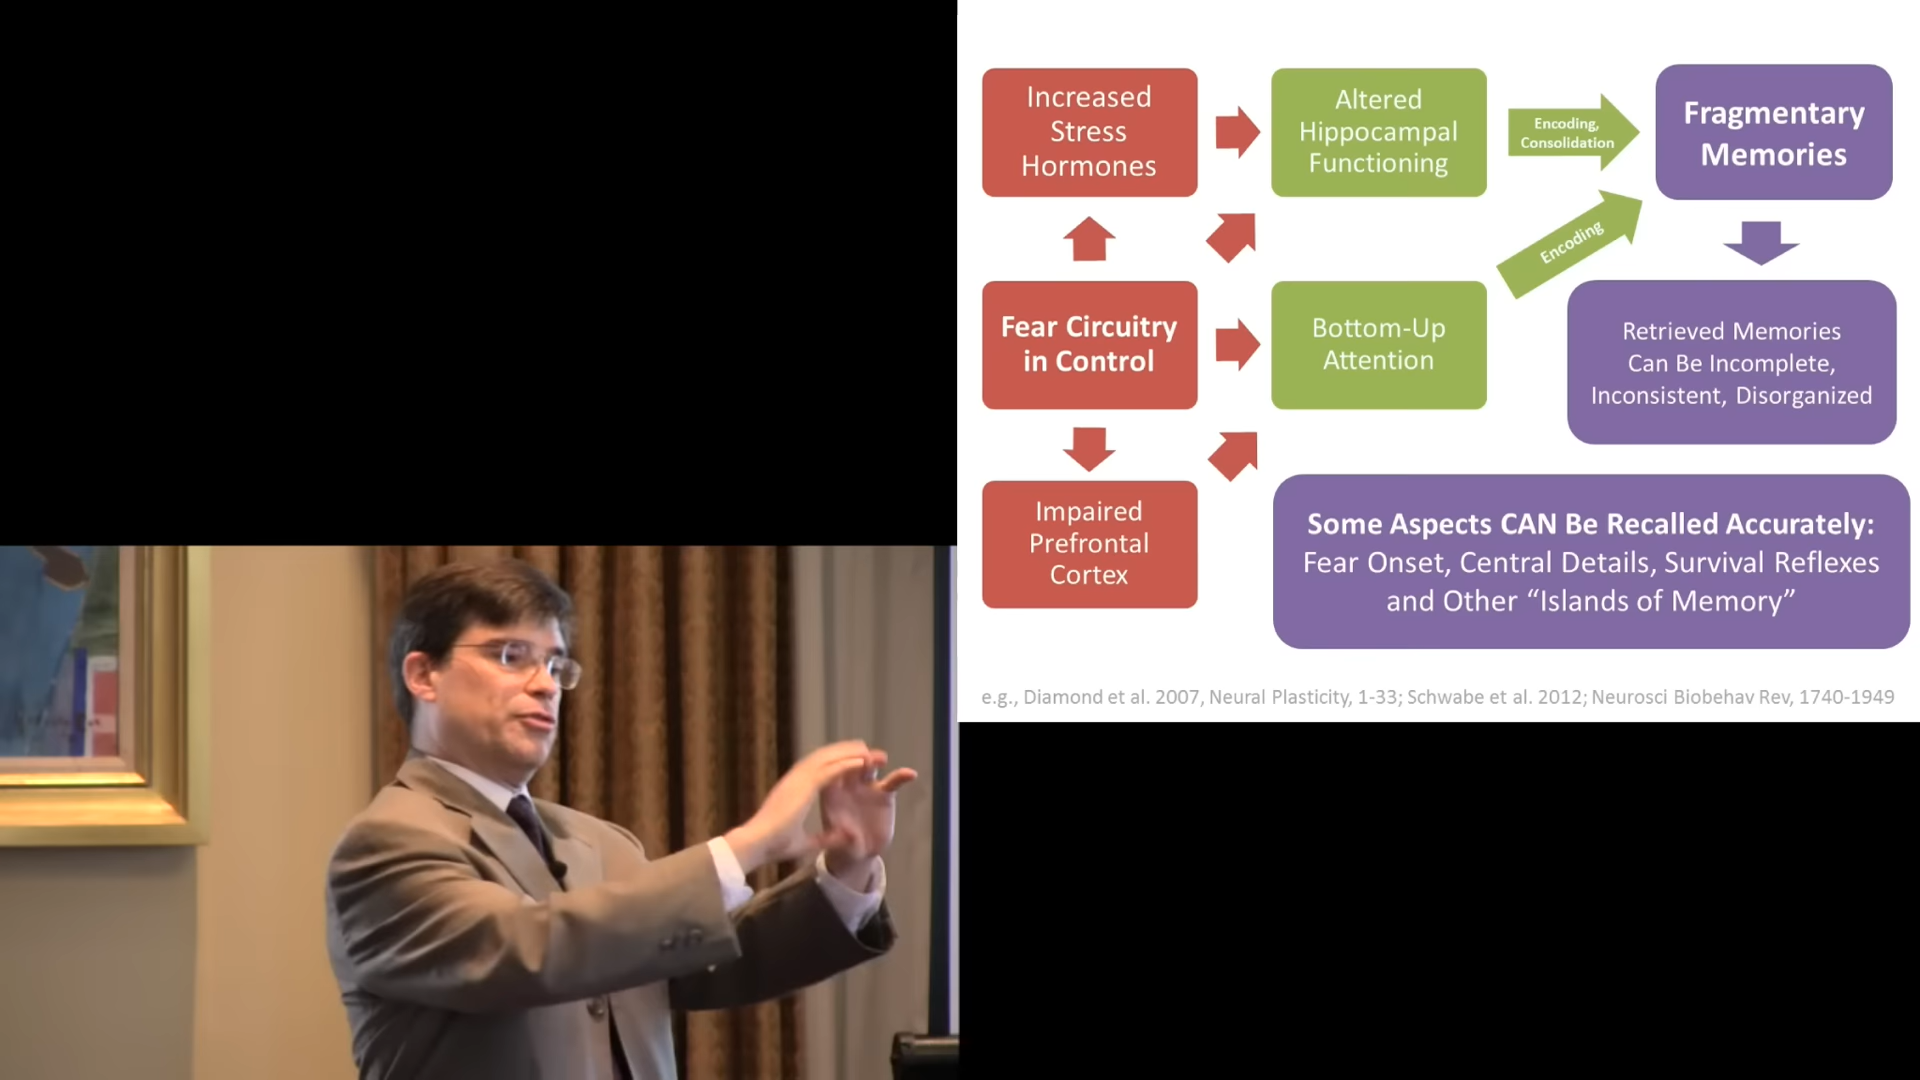 Increased
Stress
Hormones
Altered
Hippocampal
Functioning
Encoding,
Consolidation
Fragmentary
Memories
Fear Circuitry
in Control
Bottom-Up
Attention
Encoding
Retrieved Memories
Can Be Incomplete,
Inconsistent, Disorganized
Impaired
Prefrontal
Cortex
Some Aspects CAN Be Recalled Accurately:
Fear Onset, Central Details, Survival Reflexes
and Other “Islands of Memory”
e.g., Diamond et al. 2007, Neural Plasticity, 1-33; Schwabe et al. 2012; Neurosci Biobehav Rev, 1740-1949